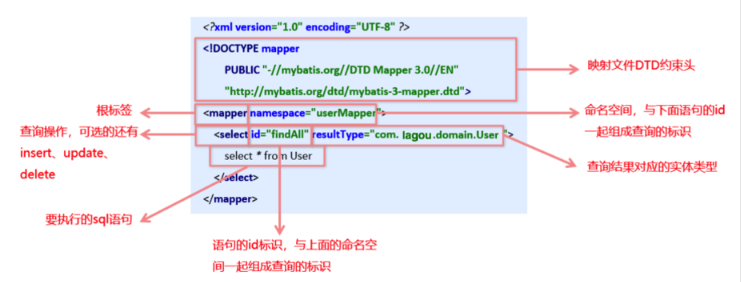 <?xml version="1.0" encoding="UTF-8" ?>
<!DOCTYPE mapper
PUBLIC "-//mybatis.org//DTD Mapper 3.0//EN"
"http://mybatis.org/dtd/mybatis-3-mapper.dtd">
映射文件DTD约束头
根标签
<mapper namespace="userMapper">
命名空间，与下面语句的id
一起组成查询的标识
查询操作，可选的还有
insert、update、
delete
<select id="findAll" resultType="com.lagou.domain.User">
select * from User
</select>
</mapper>
查询结果对应的实体类型
要执行的sql语句
语句的id标识，与上面的命名空
间一起组成查询的标识